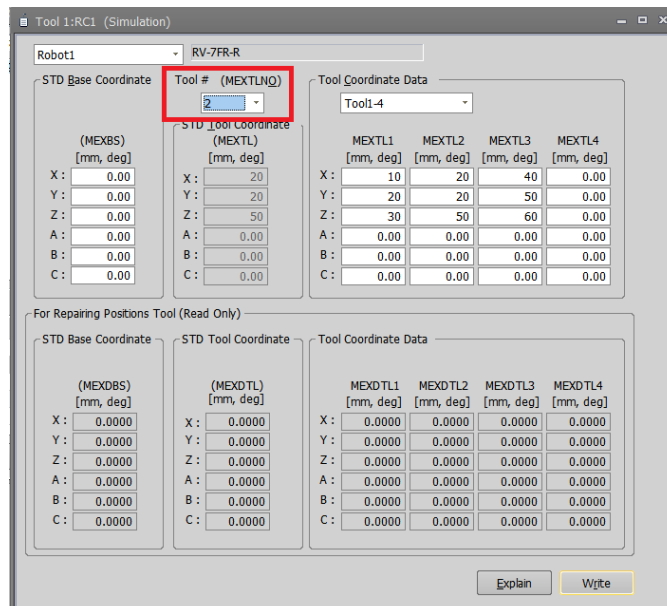 Tool 1:RC1 (Simulation)
Robot1 RV-7FR-R
STD Base Coordinate Tool # (MEXTLNO) Tool Coordinate Data
2 Tool1-4
STD Tool Coordinate
(MEXBS) (MEXTL) MEXTL1 MEXTL2 MEXTL3 MEXTL4
[mm, deg] [mm, deg] [mm, deg] [mm, deg] [mm, deg] [mm, deg]
X : 0.00 X : 20 X : 10 20 40 0.00
Y : 0.00 Y : 20 Y : 20 20 50 0.00
Z : 0.00 Z : 50 Z : 30 50 60 0.00
A : 0.00 A : 0.00 A : 0.00 0.00 0.00 0.00
B : 0.00 B : 0.00 B : 0.00 0.00 0.00 0.00
C : 0.00 C : 0.00 C : 0.00 0.00 0.00 0.00
For Repairing Positions Tool (Read Only)
STD Base Coordinate STD Tool Coordinate Tool Coordinate Data
(MEXDBS) (MEXDTL) MEXDTL1 MEXDTL2 MEXDTL3 MEXDTL4
[mm, deg] [mm, deg] [mm, deg] [mm, deg] [mm, deg] [mm, deg]
X : 0.0000 X : 0.0000 X : 0.0000 0.0000 0.0000 0.0000
Y : 0.0000 Y : 0.0000 Y : 0.0000 0.0000 0.0000 0.0000
Z : 0.0000 Z : 0.0000 Z : 0.0000 0.0000 0.0000 0.0000
A : 0.0000 A : 0.0000 A : 0.0000 0.0000 0.0000 0.0000
B : 0.0000 B : 0.0000 B : 0.0000 0.0000 0.0000 0.0000
C : 0.0000 C : 0.0000 C : 0.0000 0.0000 0.0000 0.0000
Explain Write